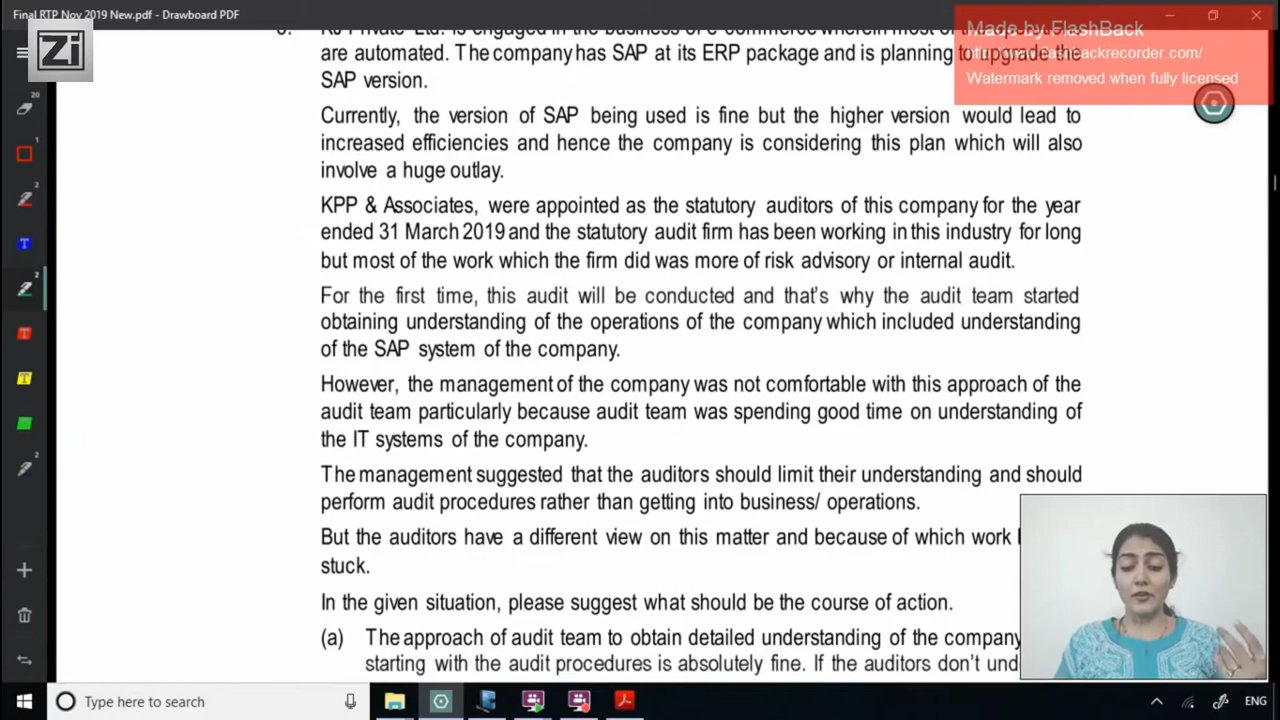 Final RTP Nov 2019 New.pdf - Drawboard PDF
Made by FlashBack
Watermark removed when fully licensed
Zi
20
1
2
T
2
T
T
2
are automated. The company has SAP at its ERP package and is planning to upgrade the
SAP version.
Currently, the version of SAP being used is fine but the higher version would lead to
increased efficiencies and hence the company is considering this plan which will also
involve a huge outlay.
KPP & Associates, were appointed as the statutory auditors of this company for the year
ended 31 March 2019 and the statutory audit firm has been working in this industry for long
but most of the work which the firm did was more of risk advisory or internal audit.
For the first time, this audit will be conducted and that's why the audit team started
obtaining understanding of the operations of the company which included understanding
of the SAP system of the company.
However, the management of the company was not comfortable with this approach of the
audit team particularly because audit team was spending good time on understanding of
the IT systems of the company.
The management suggested that the auditors should limit their understanding and should
perform audit procedures rather than getting into business/ operations.
But the auditors have a different view on this matter and because of which work
stuck.
In the given situation, please suggest what should be the course of action.
(a) The approach of audit team to obtain detailed understanding of the company
starting with the audit procedures is absolutely fine. If the auditors don't
Type here to search
ENG